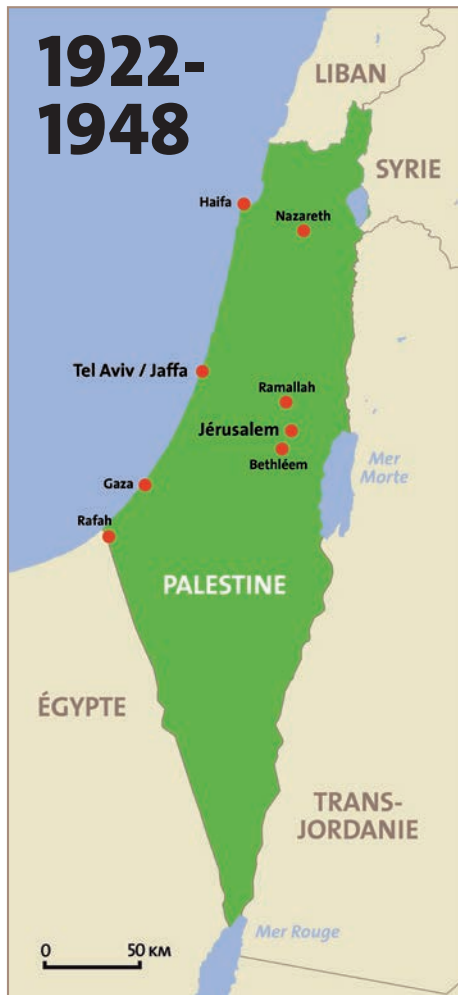 1922-
1948
LIBAN
SYRIE
Haifa
Nazareth
Tel Aviv / Jaffa
Ramallah
Jérusalem
Bethléem
Mer
Morte
Gaza
Rafah
PALESTINE
ÉGYPTE
TRANS-
JORDANIE
Mer Rouge
0 50 KM